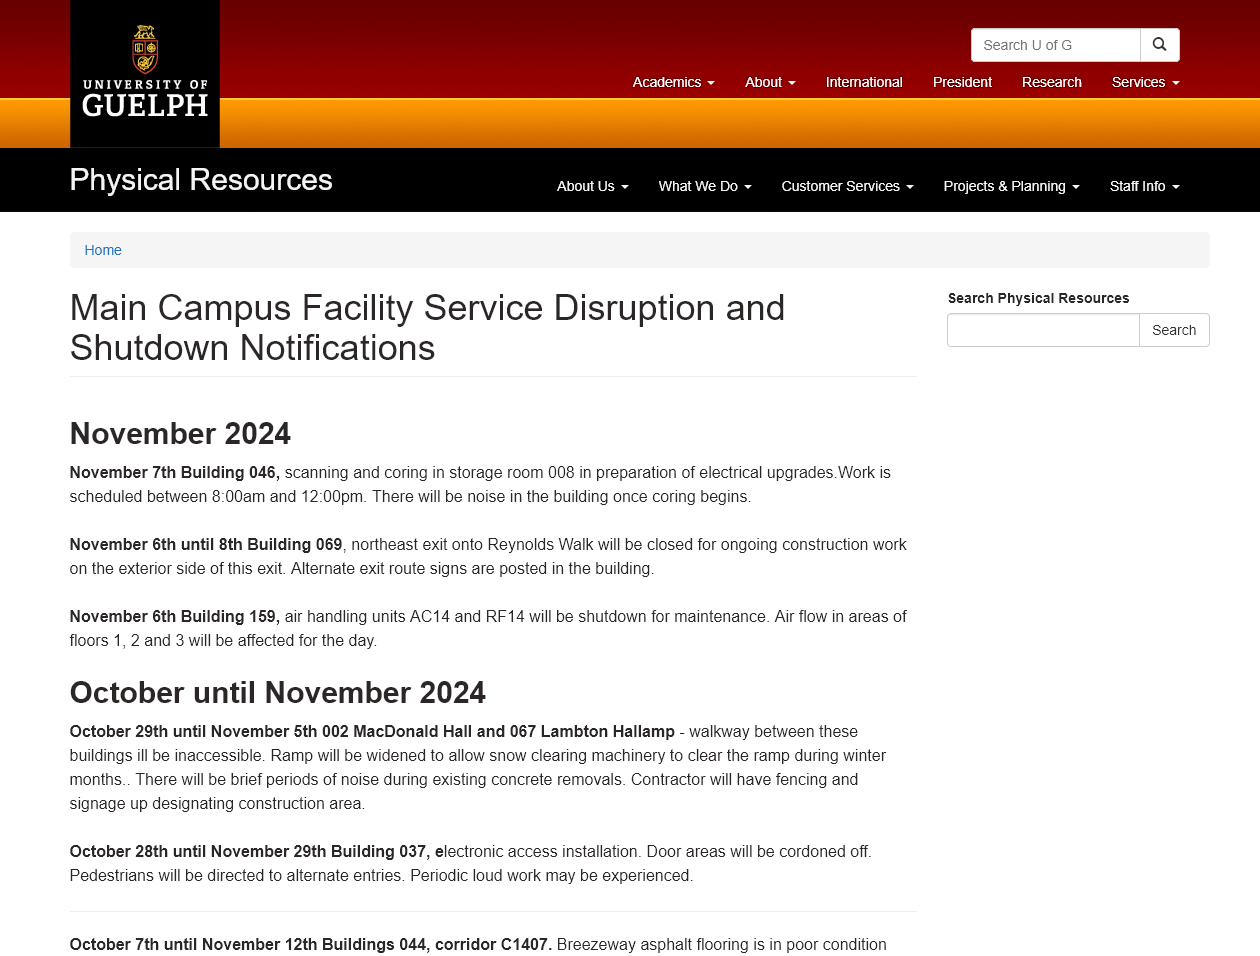 UNIVERSITY OF
GUELPH
Search U of G
Academics
About
International
President
Research
Services
Physical Resources
About Us
What We Do
Customer Services
Projects & Planning
Staff Info
Home
Main Campus Facility Service Disruption and
Shutdown Notifications
Search Physical Resources
Search
November 2024
November 7th Building 046, scanning and coring in storage room 008 in preparation of electrical upgrades.Work is
scheduled between 8:00am and 12:00pm. There will be noise in the building once coring begins.
November 6th until 8th Building 069, northeast exit onto Reynolds Walk will be closed for ongoing construction work
on the exterior side of this exit. Alternate exit route signs are posted in the building.
November 6th Building 159, air handling units AC14 and RF14 will be shutdown for maintenance. Air flow in areas of
floors 1, 2 and 3 will be affected for the day.
October until November 2024
October 29th until November 5th 002 MacDonald Hall and 067 Lambton Hallamp - walkway between these
buildings ill be inaccessible. Ramp will be widened to allow snow clearing machinery to clear the ramp during winter
months.. There will be brief periods of noise during existing concrete removals. Contractor will have fencing and
signage up designating construction area.
October 28th until November 29th Building 037, electronic access installation. Door areas will be cordoned off.
Pedestrians will be directed to alternate entries. Periodic loud work may be experienced.
October 7th until November 12th Buildings 044, corridor C1407. Breezeway asphalt flooring is in poor condition